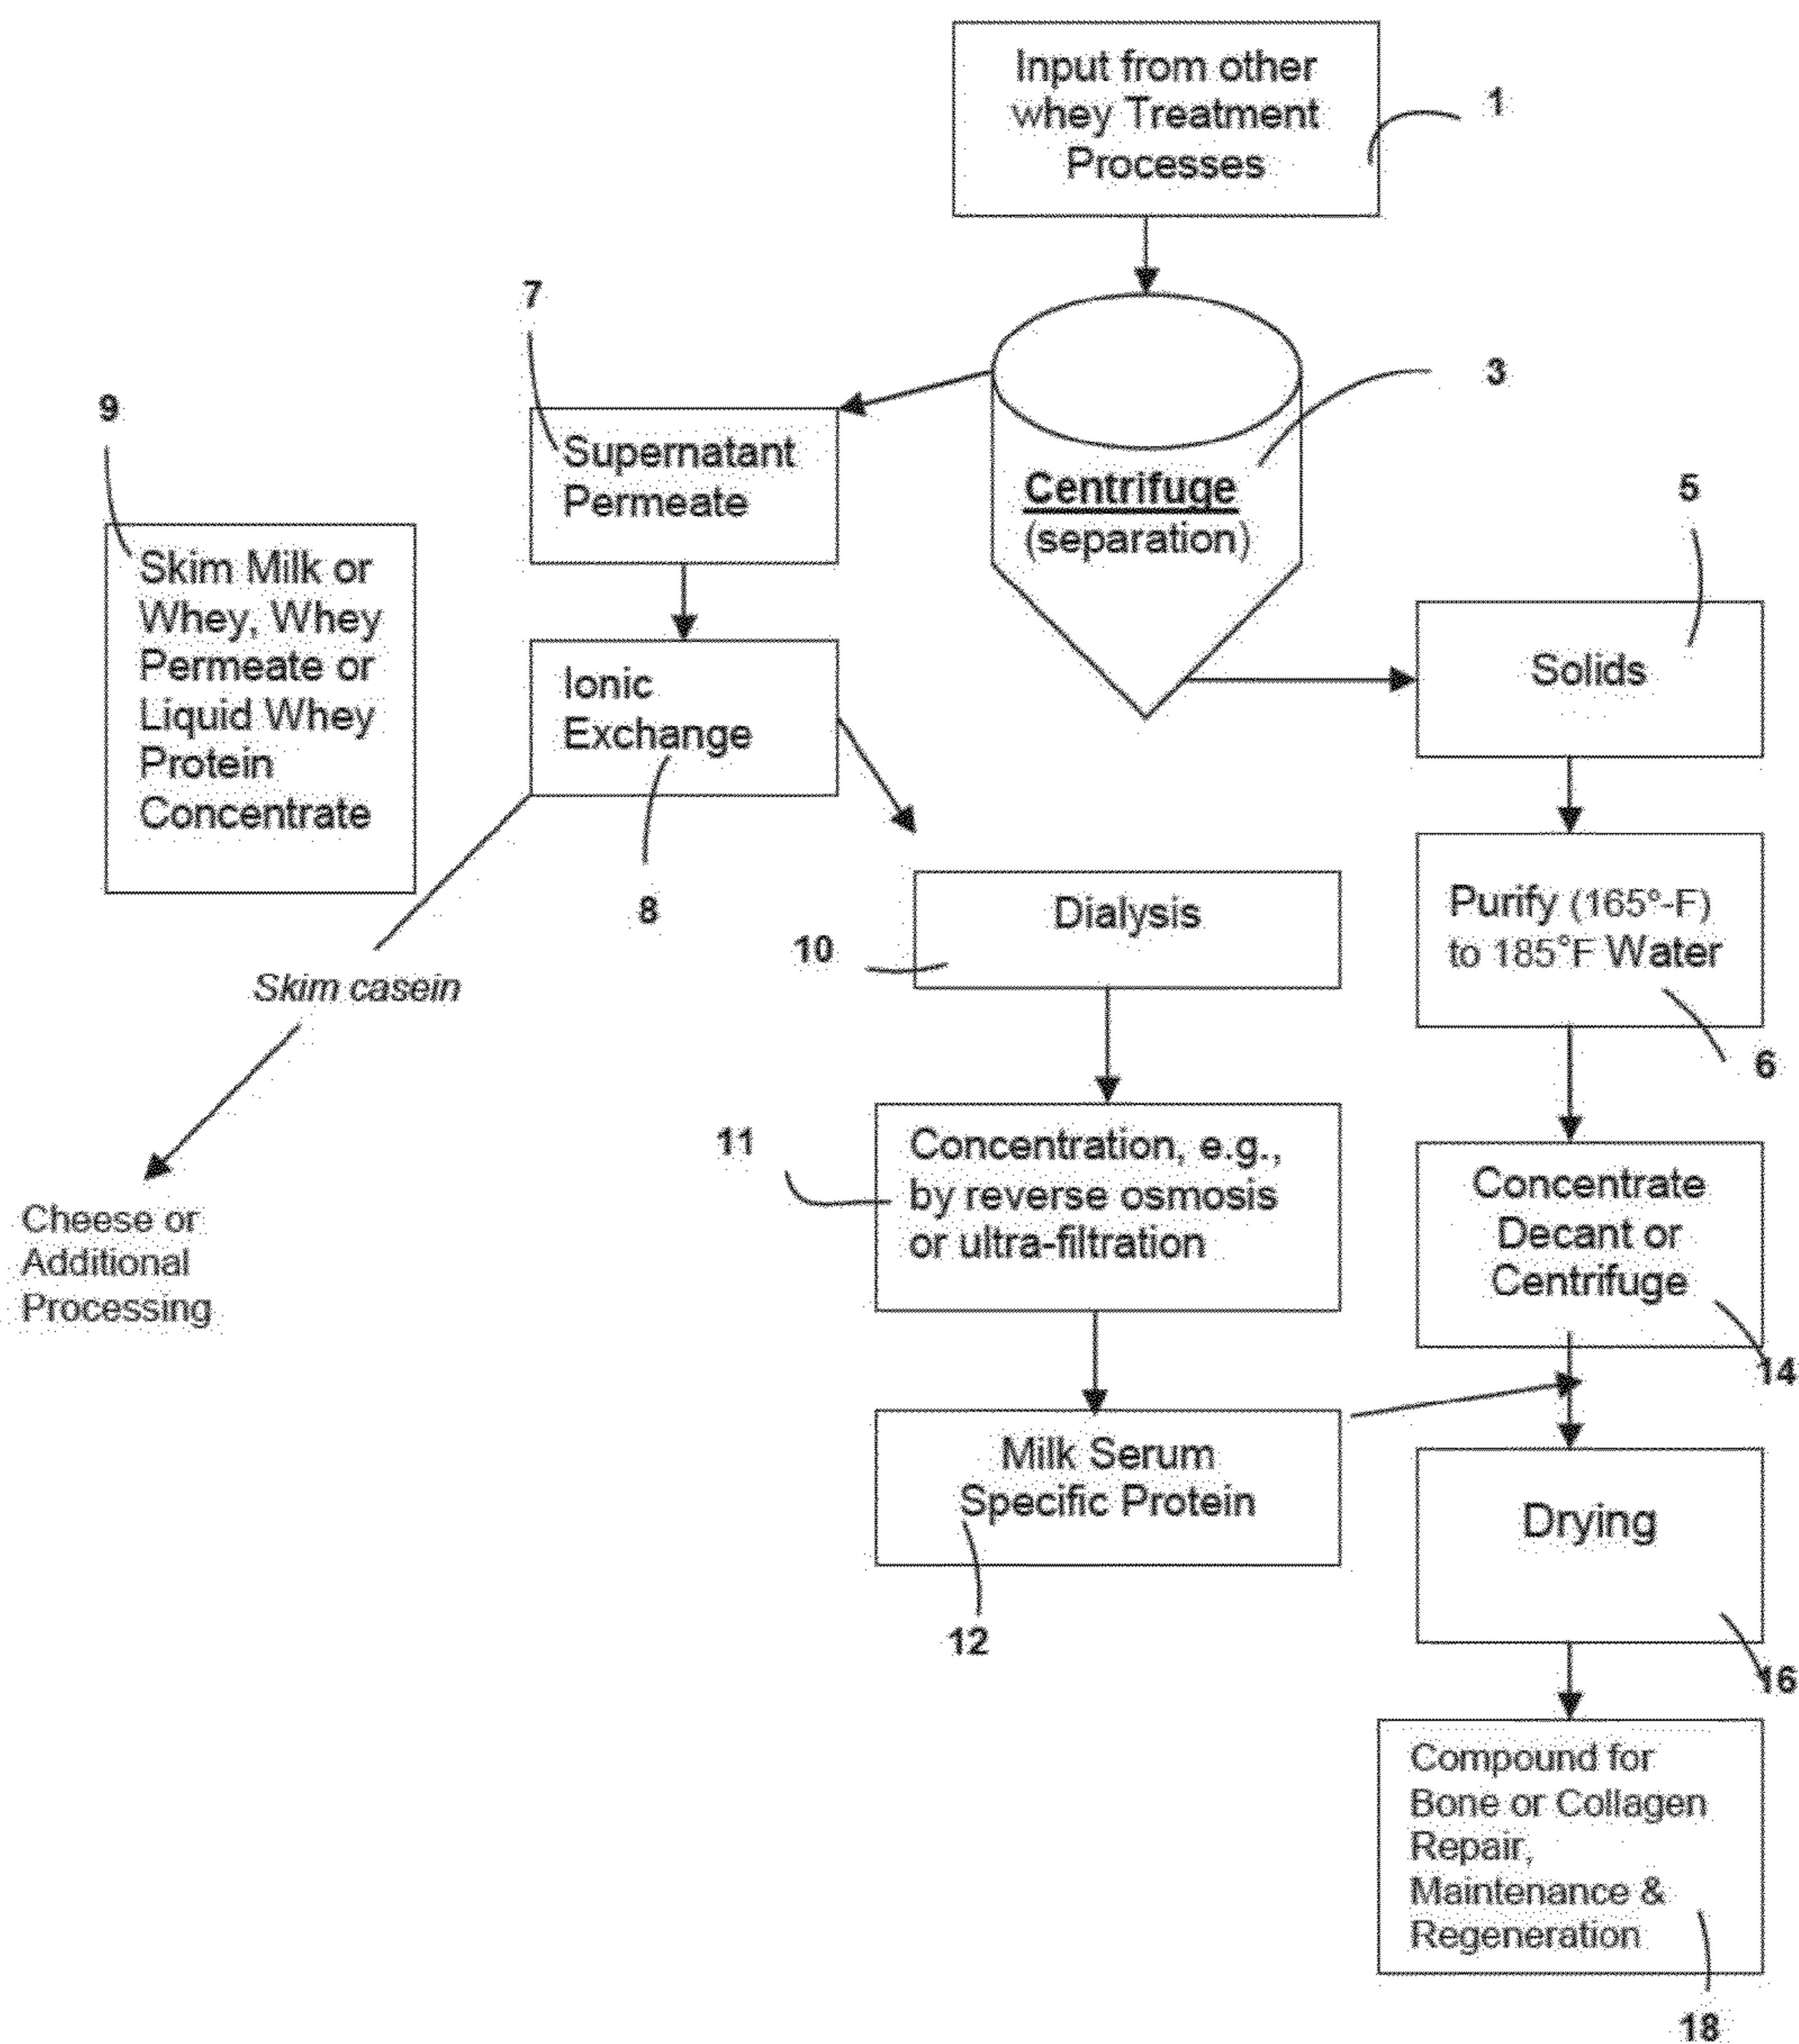 Input from other
whey Treatment
Processes
1
7
3
9
Supernatant
Permeate
Centrifuge
(separation)
5
Skim Milk or
Whey, Whey
Permeate or
Liquid Whey
Protein
Concentrate
Ionic
Exchange
Solids
8
Dialysis
10
Purify (165º-F)
to 185°F Water
6
Skim casein
11
Concentration, e.g.,
by reverse osmosis
or ultra-filtration
Concentrate
Decant or
Centrifuge
14
Cheese or
Additional
Processing
Milk Serum
Specific Protein
12
Drying
16
Compound for
Bone or Collagen
Repair,
Maintenance &
Regeneration
18